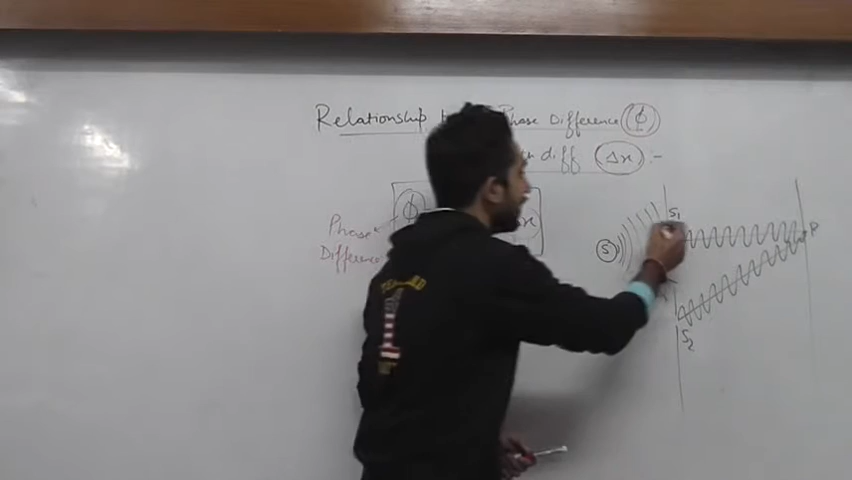 Relationship Phase Difference (ϕ)
diff (Δx) :-
ϕ x
Phase
Difference
S
S1
P
S2